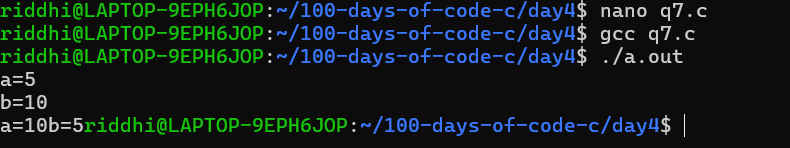 riddhi@LAPTOP-9EPH6JOP:~/100-days-of-code-c/day4$ nano q7.c
riddhi@LAPTOP-9EPH6JOP:~/100-days-of-code-c/day4$ gcc q7.c
riddhi@LAPTOP-9EPH6JOP:~/100-days-of-code-c/day4$ ./a.out
a=5
b=10
a=10b=5riddhi@LAPTOP-9EPH6JOP:~/100-days-of-code-c/day4$